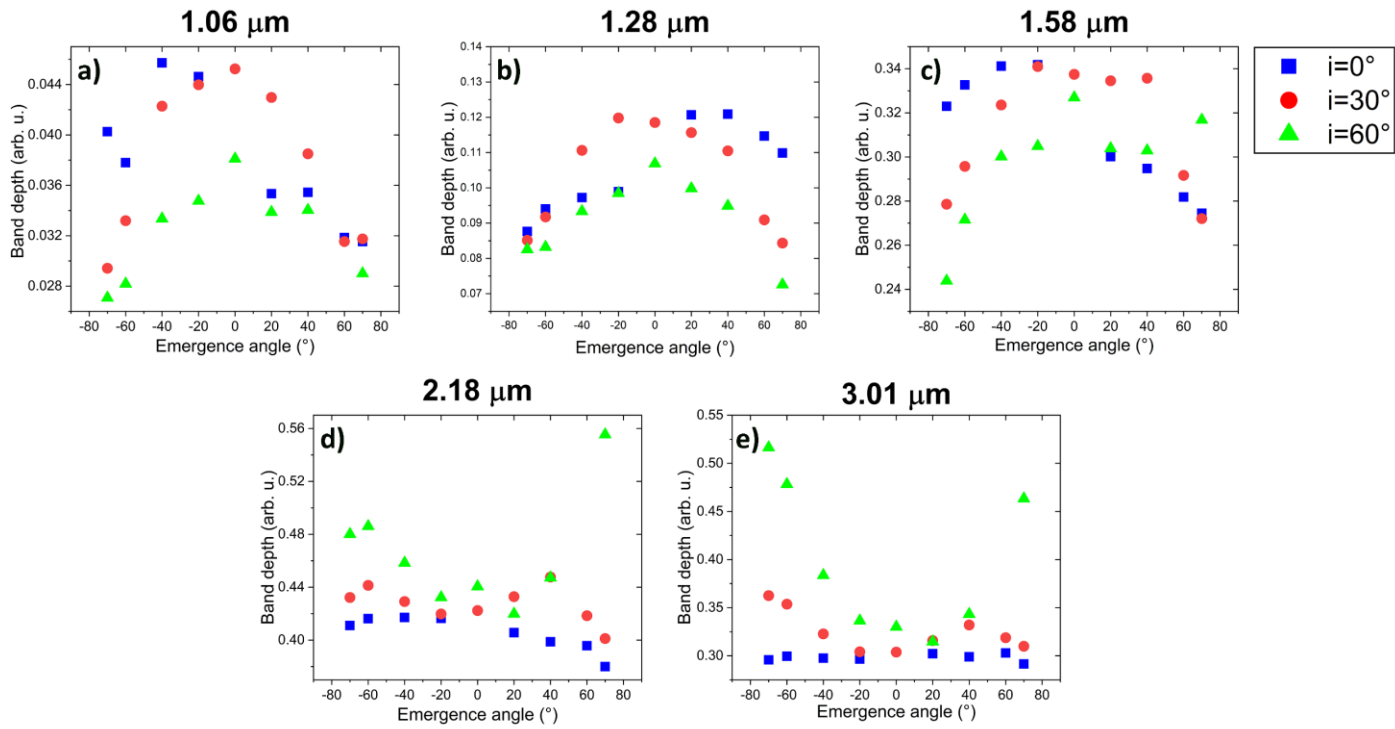 1.06 μm
1.28 μm
1.58 μm
a)
0.044
0.040
0.036
0.032
0.028
Band depth (arb. u.)
-80 -60 -40 -20 0 20 40 60 80
Emergence angle (°)
b)
0.14
0.13
0.12
0.11
0.10
0.09
0.08
0.07
Band depth (arb. u.)
-80 -60 -40 -20 0 20 40 60 80
Emergence angle (°)
c)
0.34
0.32
0.30
0.28
0.26
0.24
Band depth (arb. u.)
-80 -60 -40 -20 0 20 40 60 80
Emergence angle (°)
i=0°
i=30°
i=60°
2.18 μm
3.01 μm
d)
0.56
0.52
0.48
0.44
0.40
Band depth (arb. u.)
-80 -60 -40 -20 0 20 40 60 80
Emergence angle (°)
e)
0.55
0.50
0.45
0.40
0.35
0.30
Band depth (arb. u.)
-80 -60 -40 -20 0 20 40 60 80
Emergence angle (°)